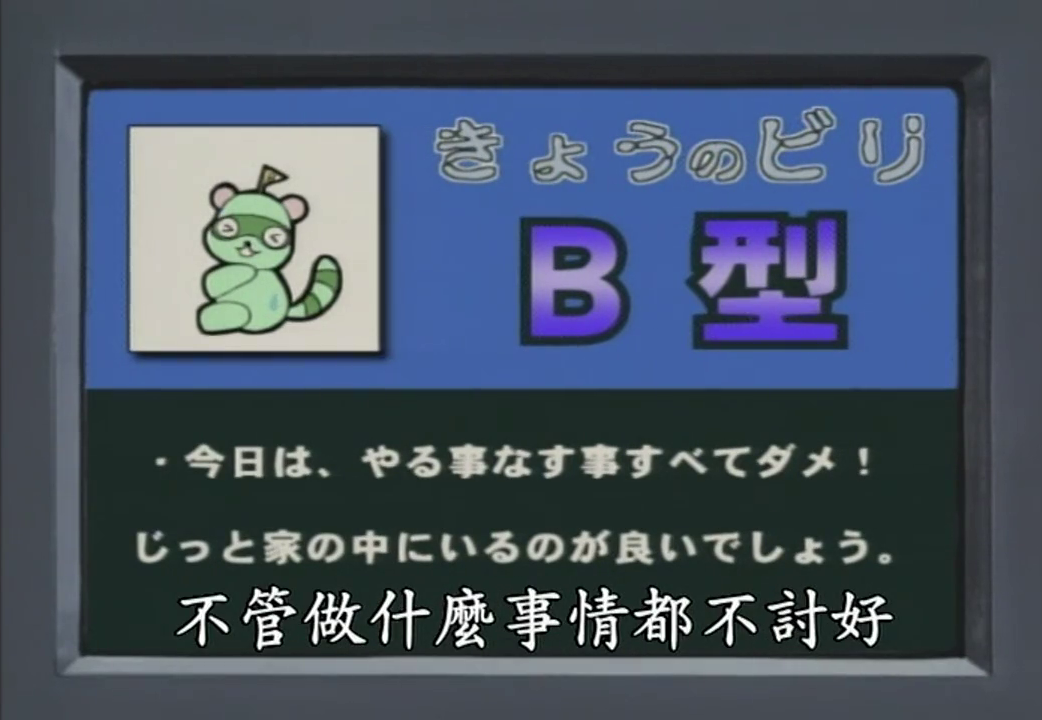 きょうのビリ
B型
・今日は、やる事なす事すべてダメ！
じっと家の中にいるのが良いでしょう。
不管做什麼事情都不討好